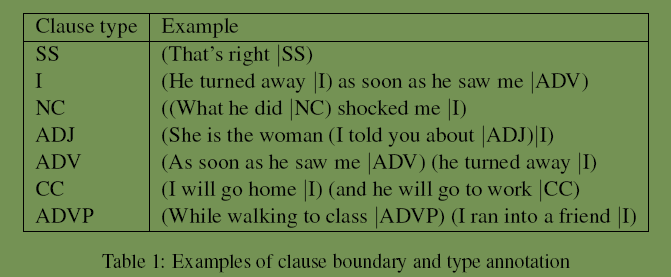 Clause type Example
SS (That's right |SS)
I (He turned away |I) as soon as he saw me |ADV)
NC ((What he did |NC) shocked me |I)
ADJ (She is the woman (I told you about |ADJ)|I)
ADV (As soon as he saw me |ADV) (he turned away |I)
CC (I will go home |I) (and he will go to work |CC)
ADVP (While walking to class |ADVP) (I ran into a friend |I)
Table 1: Examples of clause boundary and type annotation